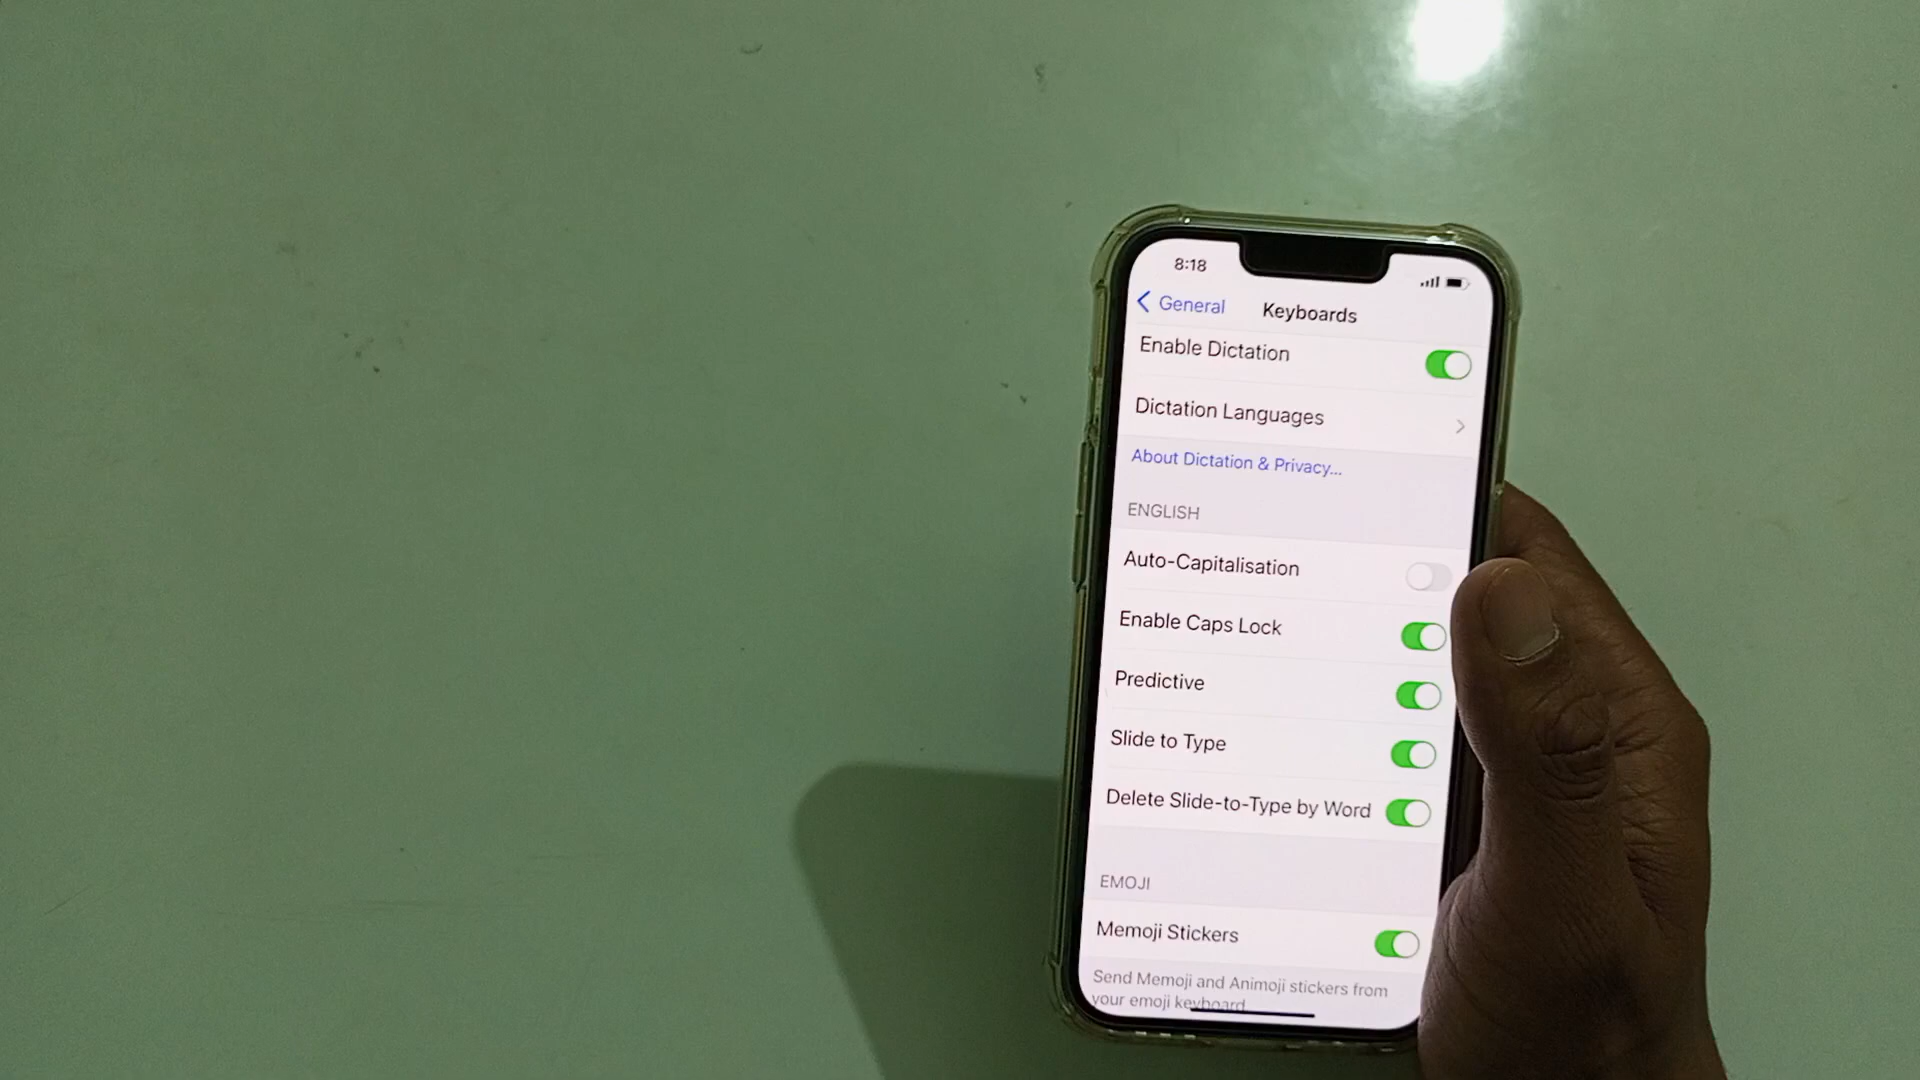 8:18
General Keyboards
Enable Dictation
Dictation Languages
About Dictation & Privacy...
ENGLISH
Auto-Capitalisation
Enable Caps Lock
Predictive
Slide to Type
Delete Slide-to-Type by Word
EMOJI
Memoji Stickers
Send Memoji and Animoji stickers from
your emoji keyboard